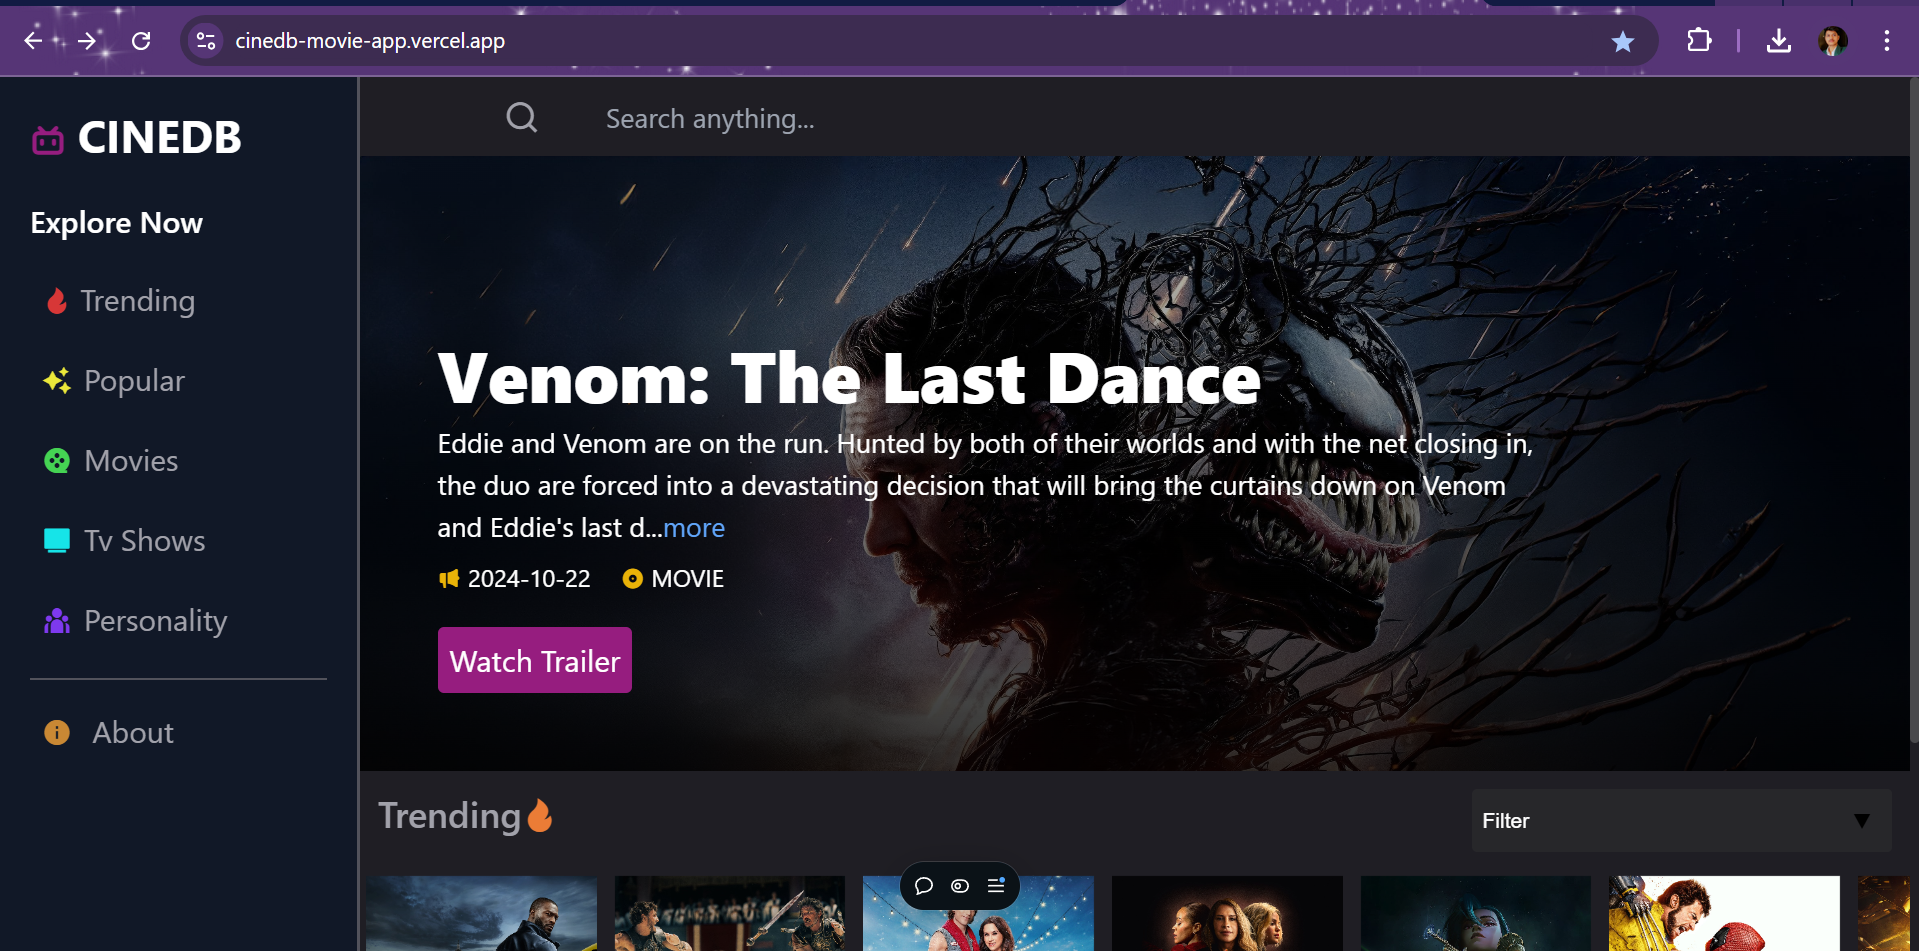 cinedb-movie-app.vercel.app
CINEDB
Explore Now
Trending
Popular
Movies
Tv Shows
Personality
About
Search anything...
Venom: The Last Dance
Eddie and Venom are on the run. Hunted by both of their worlds and with the net closing in,
the duo are forced into a devastating decision that will bring the curtains down on Venom
and Eddie's last d...more
2024-10-22 MOVIE
Watch Trailer
Trending
Filter